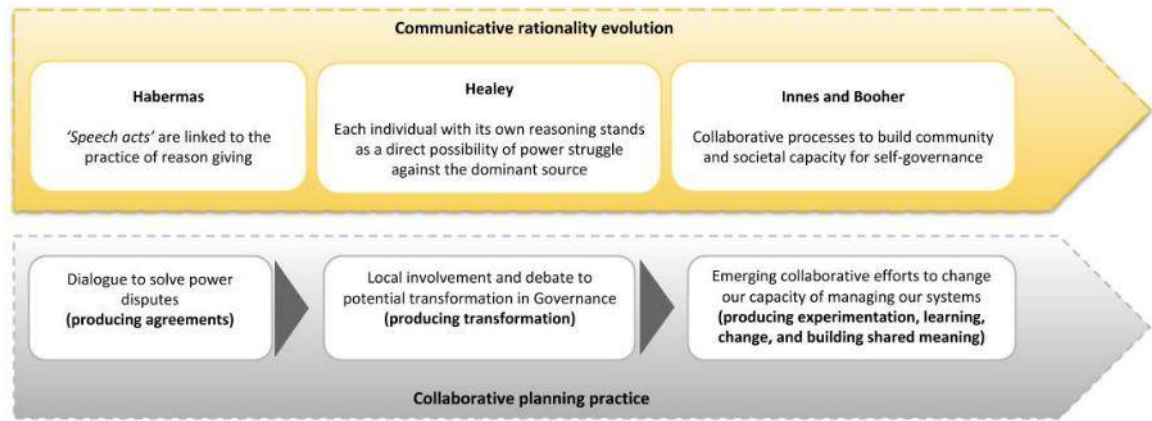 Communicative rationality evolution
Habermas
‘Speech acts’ are linked to the
practice of reason giving
Healey
Each individual with its own reasoning stands
as a direct possibility of power struggle
against the dominant source
Innes and Booher
Collaborative processes to build community
and societal capacity for self-governance
Dialogue to solve power
disputes
(producing agreements)
Local involvement and debate to
potential transformation in Governance
(producing transformation)
Emerging collaborative efforts to change
our capacity of managing our systems
(producing experimentation, learning,
change, and building shared meaning)
Collaborative planning practice